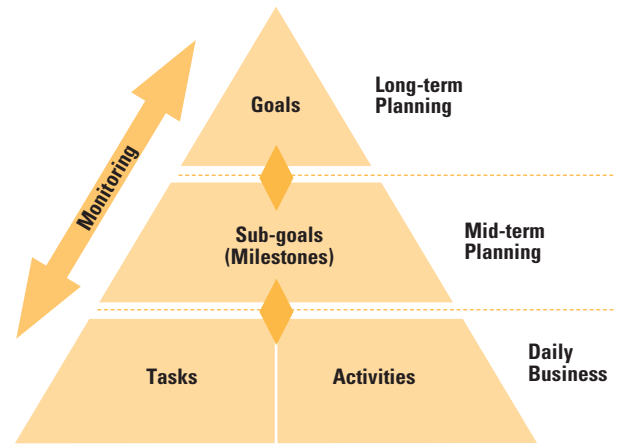 Monitoring
Goals
Long-term
Planning
Sub-goals
(Milestones)
Mid-term
Planning
Tasks
Activities
Daily
Business